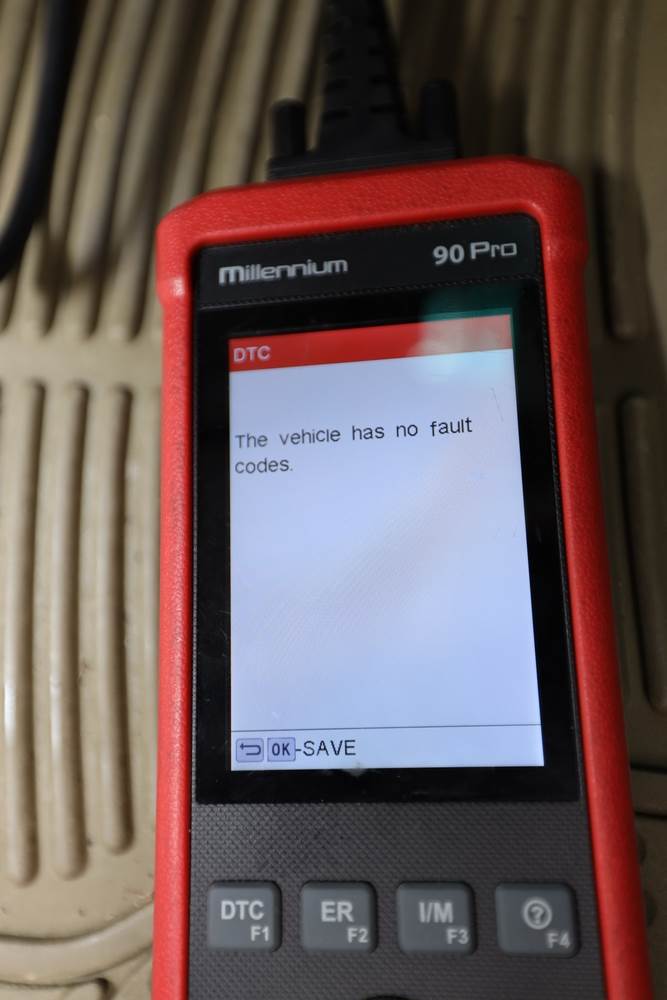 Millennium 90 Pro
DTC
The vehicle has no fault
codes.
OK-SAVE
DTC ER I/M ?
F1 F2 F3 F4